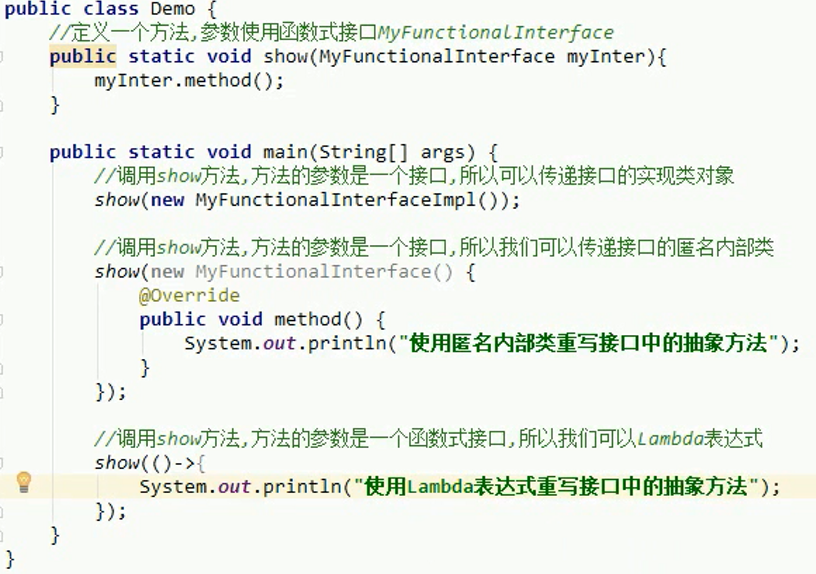 public class Demo {
//定义一个方法,参数使用函数式接口MyFunctionalInterface
public static void show(MyFunctionalInterface myInter){
myInter.method();
}
public static void main(String[] args) {
//调用show方法,方法的参数是一个接口,所以可以传递接口的实现类对象
show(new MyFunctionalInterfaceImpl());
//调用show方法,方法的参数是一个接口,所以我们可以传递接口的匿名内部类
show(new MyFunctionalInterface() {
@Override
public void method() {
System.out.println("使用匿名内部类重写接口中的抽象方法");
}
});
//调用show方法,方法的参数是一个函数式接口,所以我们可以Lambda表达式
show(()->{
System.out.println("使用Lambda表达式重写接口中的抽象方法");
});
}
}